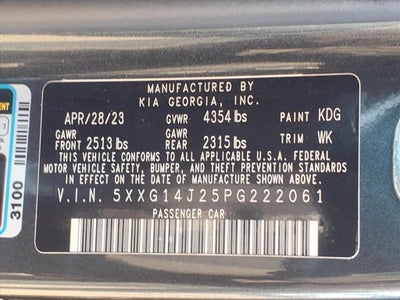 MANUFACTURED BY
KIA GEORGIA, INC.
APR/28/23 GVWR 4354 lbs PAINT KDG
GAWR GAWR
FRONT 2513 lbs REAR 2315 lbs TRIM WK
THIS VEHICLE CONFORMS TO ALL APPLICABLE U.S.A. FEDERAL
MOTOR VEHICLE SAFETY, BUMPER, AND THEFT PREVENTION STANDARDS
IN EFFECT ON THE DATE OF MANUFACTURE SHOWN ABOVE.
V.I.N. 5XXG14J25PG222061
PASSENGER CAR
3100